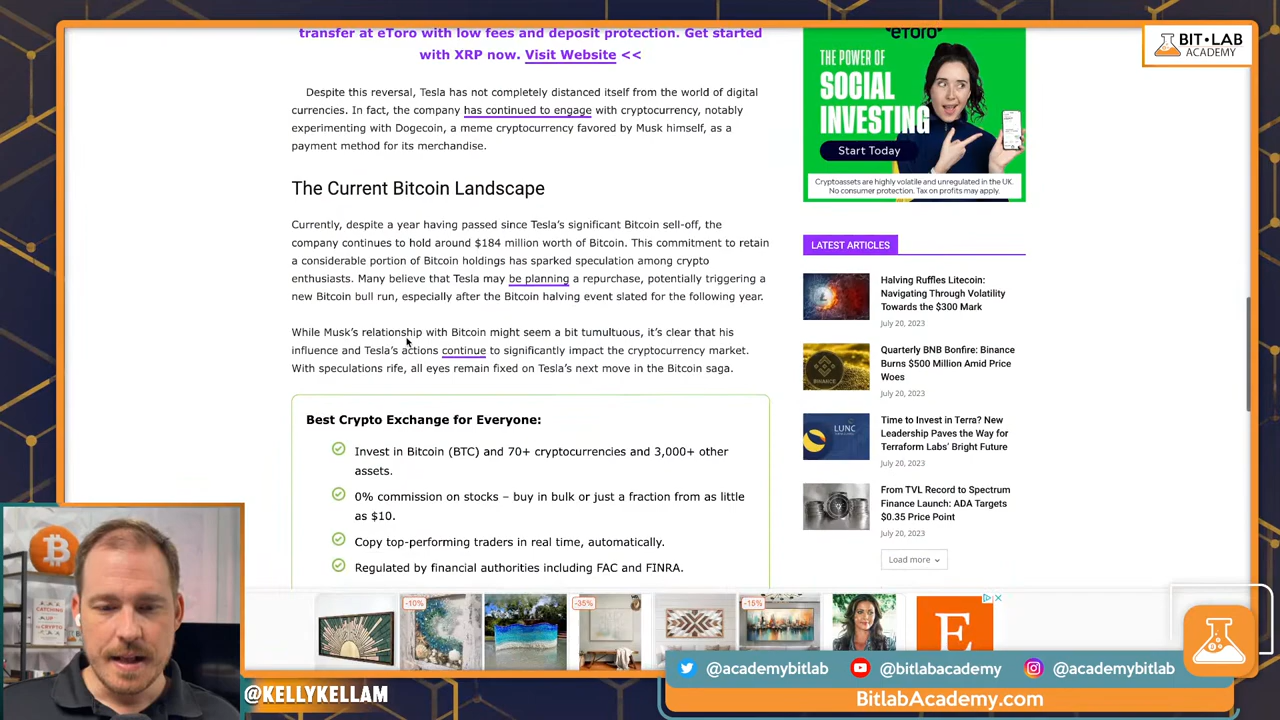 transfer at eToro with low fees and deposit protection. Get started
with XRP now. Visit Website <<
Despite this reversal, Tesla has not completely distanced itself from the world of digital
currencies. In fact, the company has continued to engage with cryptocurrency, notably
experimenting with Dogecoin, a meme cryptocurrency favored by Musk himself, as a
payment method for its merchandise.
The Current Bitcoin Landscape
Currently, despite a year having passed since Tesla's significant Bitcoin sell-off, the
company continues to hold around $184 million worth of Bitcoin. This commitment to retain
a considerable portion of Bitcoin holdings has sparked speculation among crypto
enthusiasts. Many believe that Tesla may be planning a repurchase, potentially triggering a
new Bitcoin bull run, especially after the Bitcoin halving event slated for the following year.
While Musk's relationship with Bitcoin might seem a bit tumultuous, it's clear that his
influence and Tesla's actions continue to significantly impact the cryptocurrency market.
With speculations rife, all eyes remain fixed on Tesla's next move in the Bitcoin saga.
Best Crypto Exchange for Everyone:
Invest in Bitcoin (BTC) and 70+ cryptocurrencies and 3,000+ other
assets.
0% commission on stocks – buy in bulk or just a fraction from as little
as $10.
Copy top-performing traders in real time, automatically.
Regulated by financial authorities including FAC and FINRA.
eToro
THE POWER OF
SOCIAL
INVESTING
Start Today
Cryptoassets are highly volatile and unregulated in the UK.
No consumer protection. Tax on profits may apply.
LATEST ARTICLES
Halving Ruffles Litecoin:
Navigating Through Volatility
Towards the $300 Mark
July 20, 2023
Quarterly BNB Bonfire: Binance
Burns $500 Million Amid Price
Woes
July 20, 2023
BINANCE
Time to Invest in Terra? New
Leadership Paves the Way for
Terraform Labs' Bright Future
July 20, 2023
LUNC
From TVL Record to Spectrum
Finance Launch: ADA Targets
$0.35 Price Point
July 20, 2023
Load more
BIT LAB
ACADEMY
-10%
-35%
-15%
E
CATCHING
UP
CRYPTO
@KELLYKELLAM
@academybitlab
@bitlabacademy
@academybitlab
BitlabAcademy.com